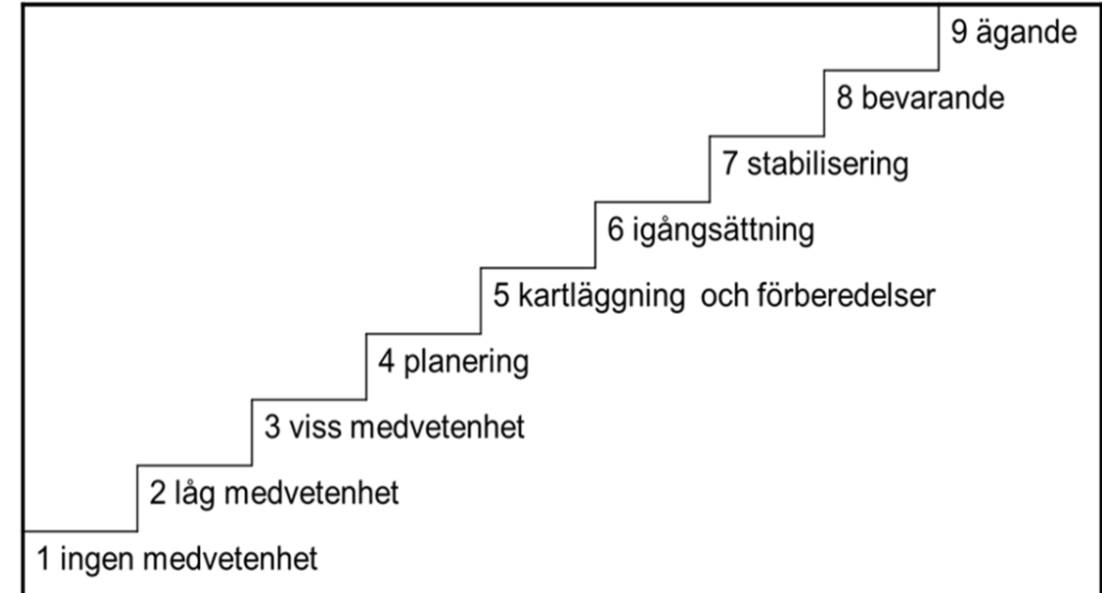 9 ägande
8 bevarande
7 stabilisering
6 igångsättning
5 kartläggning  och förberedelser
4 planering
3 viss medvetenhet
2 låg medvetenhet
1 ingen medvetenhet